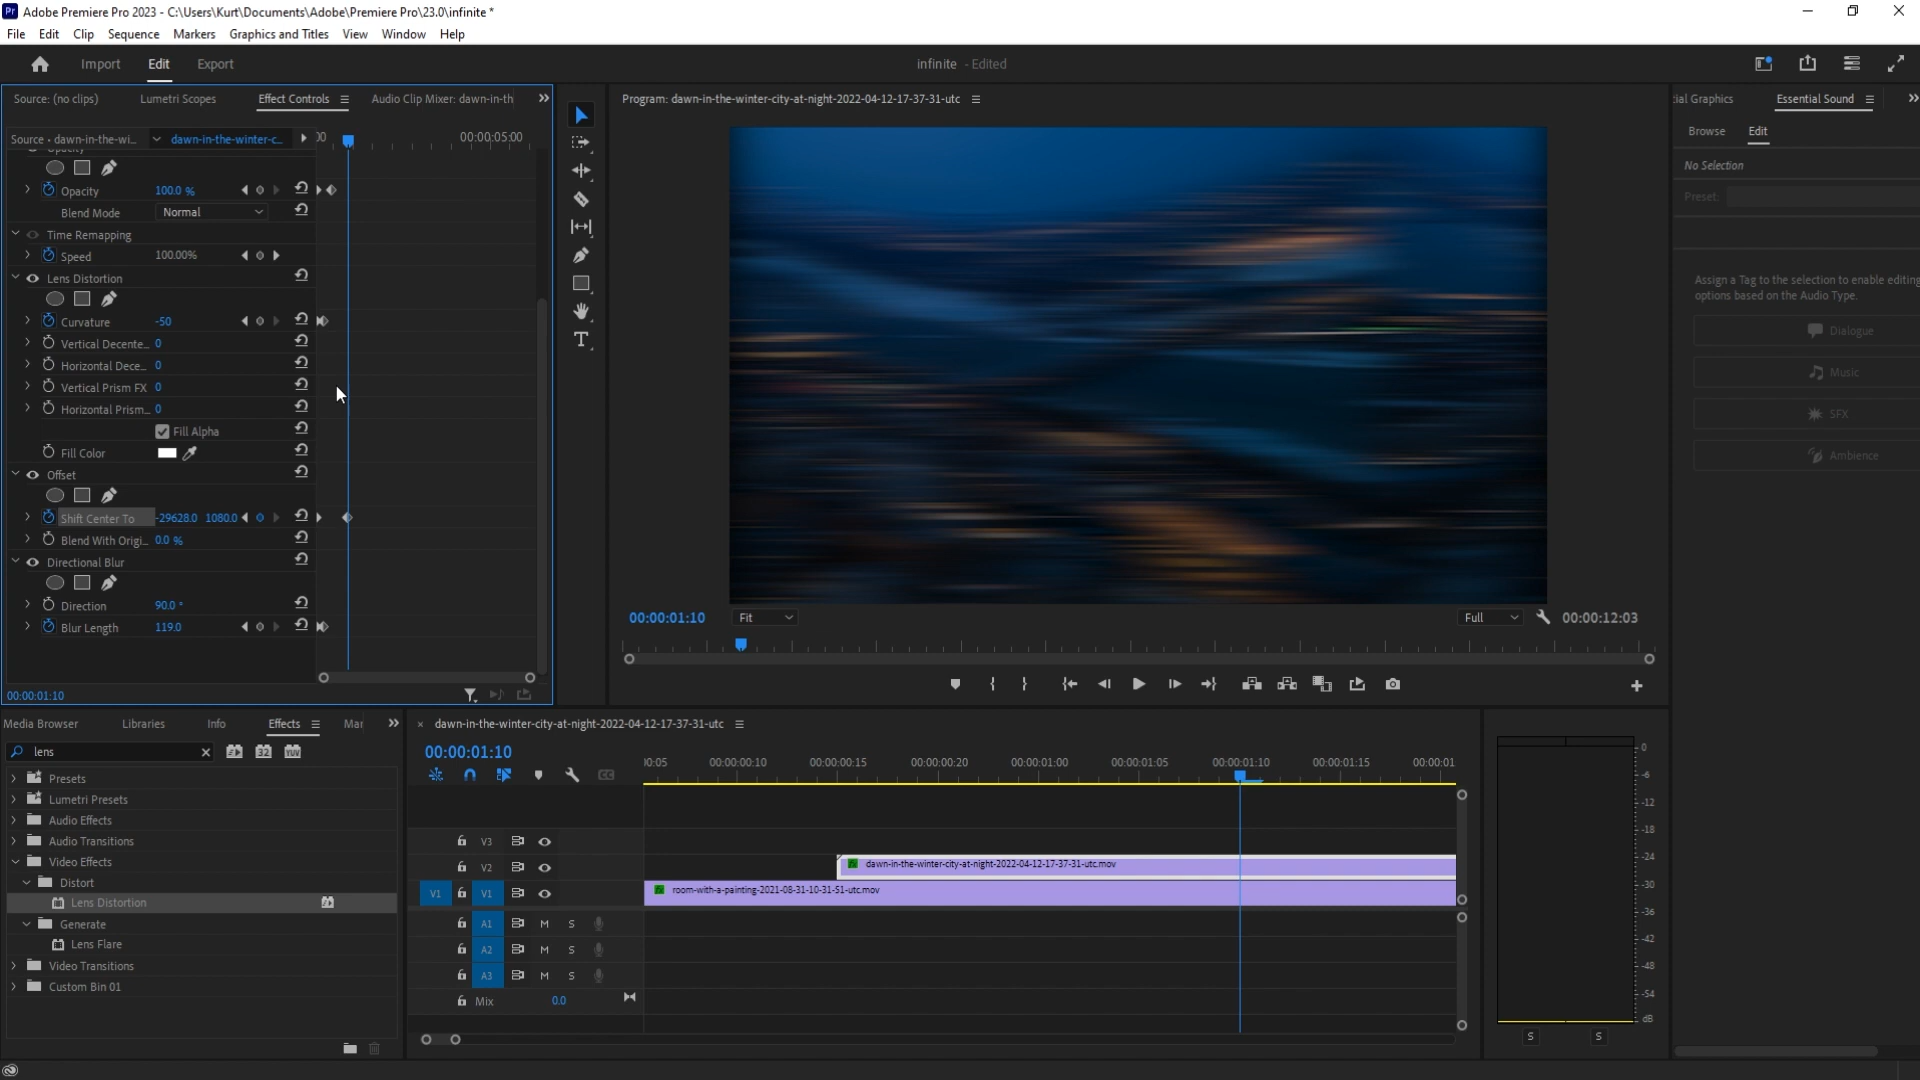 Adobe Premiere Pro 2023 - C:\Users\Kurt\Documents\Adobe\Premiere Pro\23.0\infinite *
File Edit Clip Sequence Markers Graphics and Titles View Window Help
Import Edit Export
infinite - Edited
Source: (no clips) Lumetri Scopes Effect Controls Audio Clip Mixer: dawn-in-th
Source • dawn-in-the-wi... dawn-in-the-winter-c... 00 00:00:05:00
Opacity
Opacity 100.0 %
Blend Mode Normal
Time Remapping
Speed 100.00%
Lens Distortion
Curvature -50
Vertical Decente... 0
Horizontal Dece... 0
Vertical Prism FX 0
Horizontal Prism... 0
Fill Alpha
Fill Color
Offset
Shift Center To -29628.0 1080.0
Blend With Origi... 0.0 %
Directional Blur
Direction 90.0 °
Blur Length 119.0
00:00:01:10
Program: dawn-in-the-winter-city-at-night-2022-04-12-17-37-31-utc
00:00:01:10 Fit Full 00:00:12:03
ial Graphics Essential Sound
Browse Edit
No Selection
Preset:
Assign a Tag to the selection to enable editing
options based on the Audio Type.
Dialogue
Music
SFX
Ambience
Media Browser Libraries Info Effects Mar
lens
Presets
Lumetri Presets
Audio Effects
Audio Transitions
Video Effects
Distort
Lens Distortion
Generate
Lens Flare
Video Transitions
Custom Bin 01
dawn-in-the-winter-city-at-night-2022-04-12-17-37-31-utc
00:00:01:10
00:05 00:00:00:10 00:00:00:15 00:00:00:20 00:00:01:00 00:00:01:05 00:00:01:10 00:00:01:15 00:00:01
V3
V2 dawn-in-the-winter-city-at-night-2022-04-12-17-37-31-utc.mov
V1 V1 room-with-a-painting-2021-08-31-10-31-51-utc.mov
A1 M S
A2 M S
A3 M S
Mix 0.0
0
-6
-12
-18
-24
-30
-36
-42
-48
-54
dB
S S